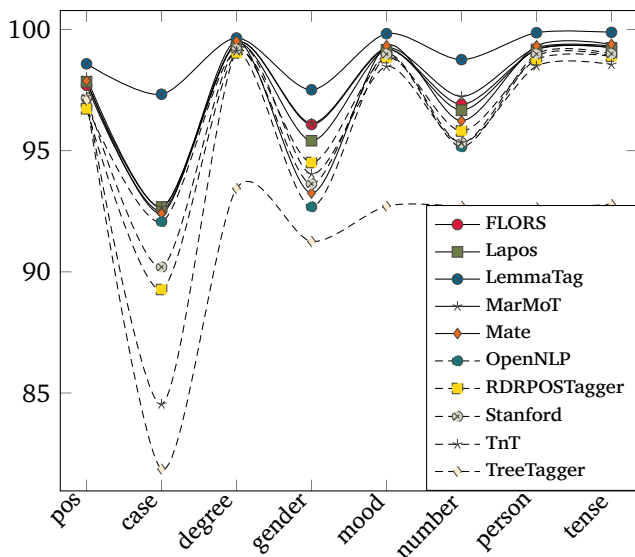 100
95
90
85
FLORS
Lapos
LemmaTag
MarMoT
Mate
OpenNLP
RDRPOSTagger
Stanford
TnT
TreeTagger
pos
case
degree
gender
mood
number
person
tense